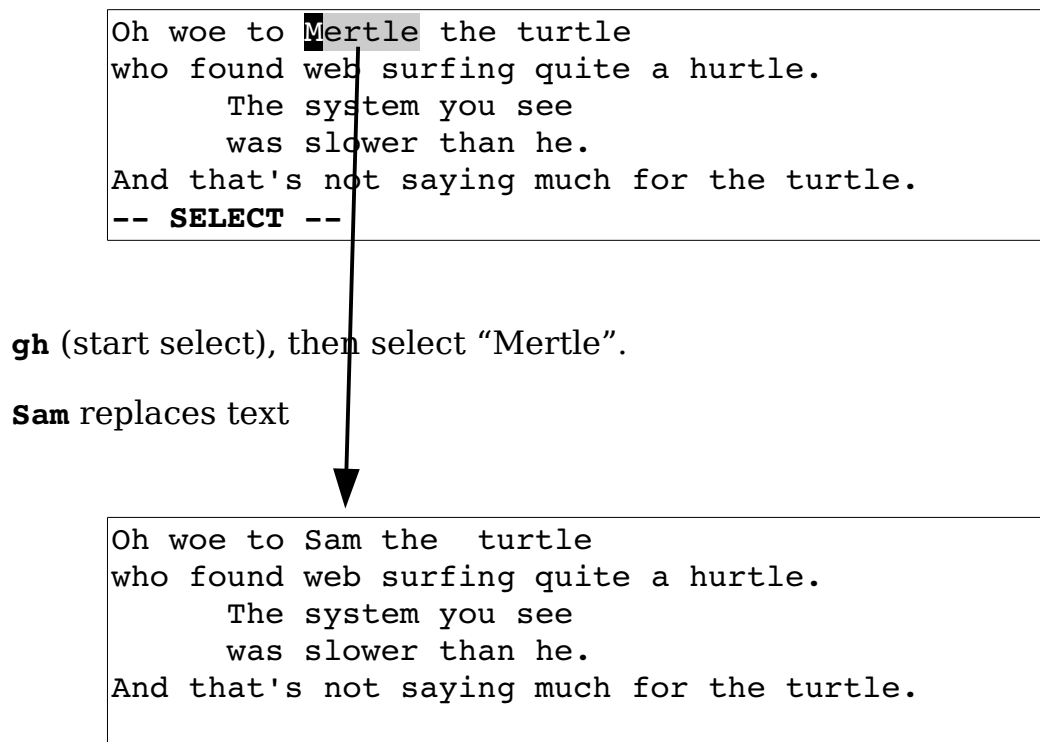 Oh woe to Mertle the turtle
who found web surfing quite a hurtle.
      The system you see
      was slower than he.
And that's not saying much for the turtle.
-- SELECT --
gh (start select), then select “Mertle”.
Sam replaces text
Oh woe to Sam the  turtle
who found web surfing quite a hurtle.
      The system you see
      was slower than he.
And that's not saying much for the turtle.